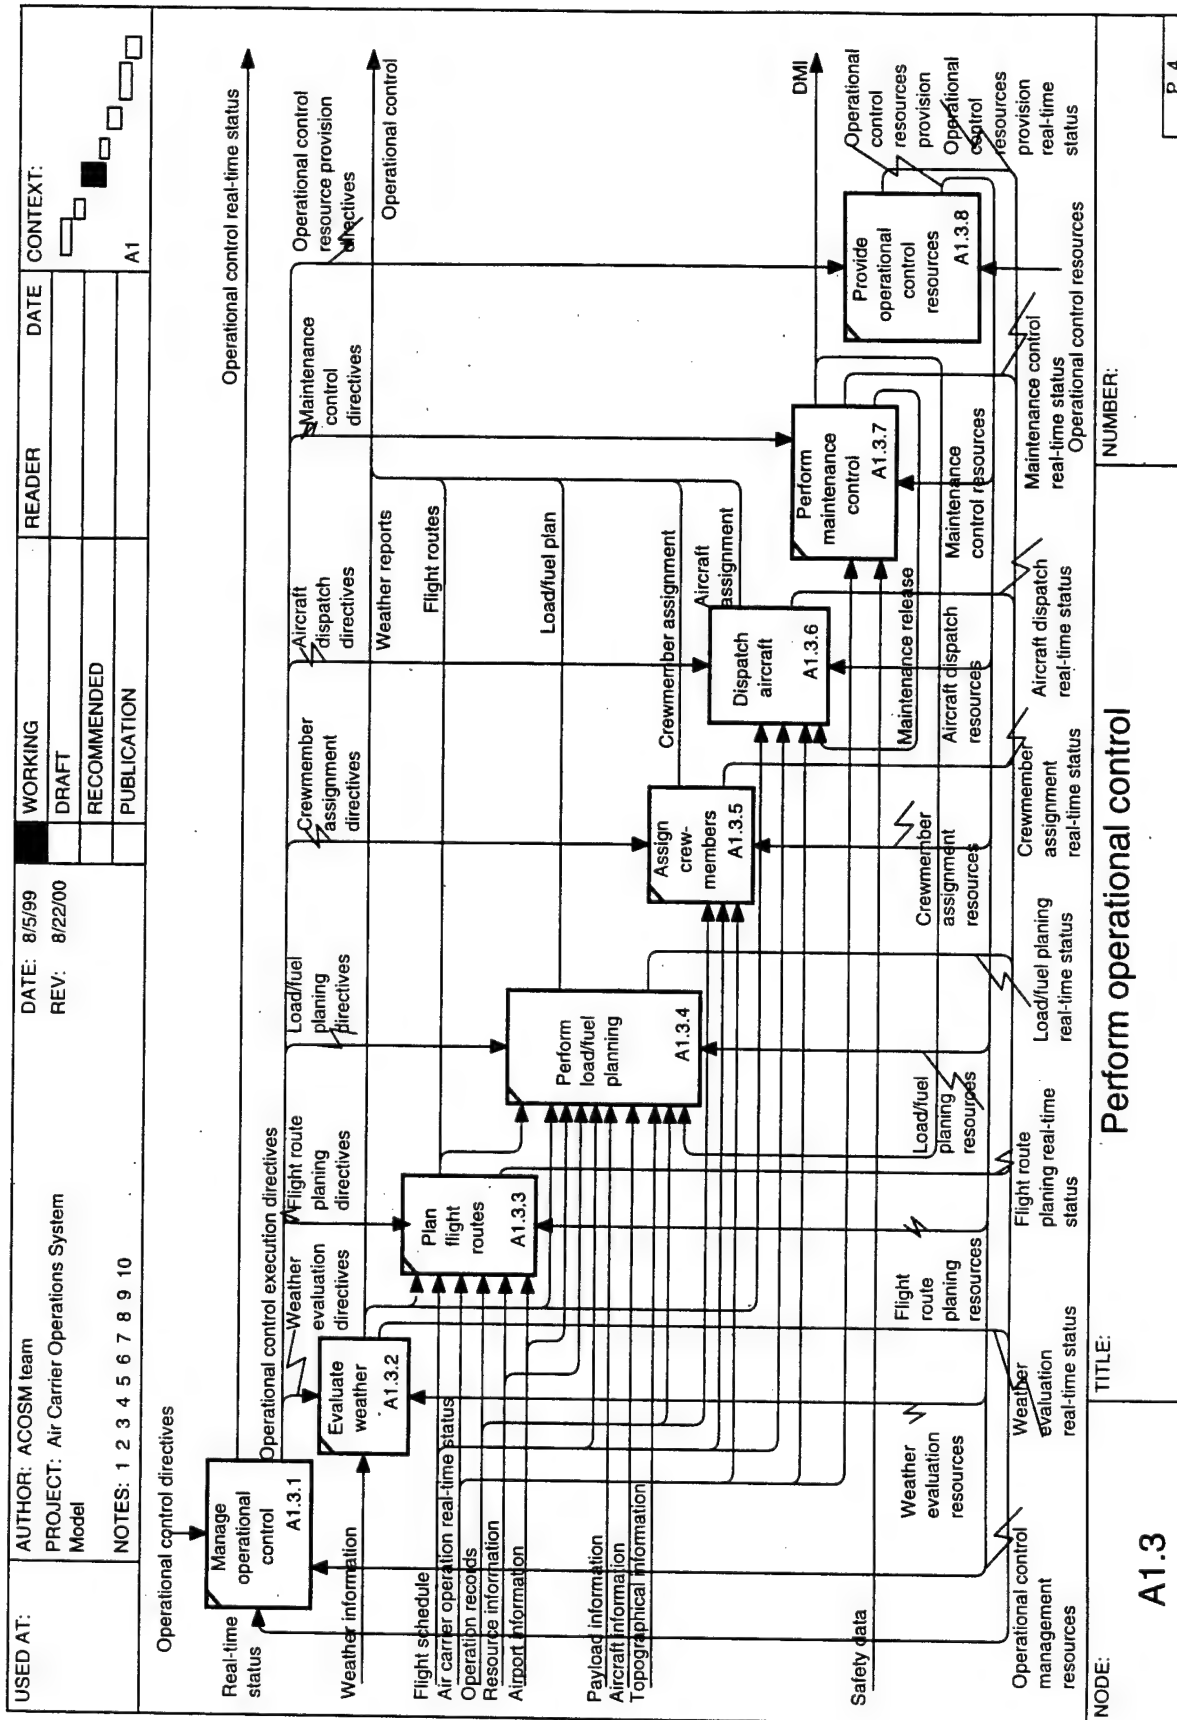 USED AT:
AUTHOR: ACOSM team
PROJECT: Air Carrier Operations System
Model
NOTES: 1 2 3 4 5 6 7 8 9 10
DATE: 8/5/99
REV: 8/22/00
WORKING
DRAFT
RECOMMENDED
PUBLICATION
READER
DATE
CONTEXT:
A1
Operational control directives
Operational control real-time status
Real-time
status
Manage
operational
control
A1.3.1
Operational control execution directives
Weather
evaluation
directives
Flight route
planing
directives
Load/fuel
planing
directives
Crewmember
assignment
directives
Aircraft
dispatch
directives
Maintenance
control
directives
Operational control
resource provision
directives
Operational control
Weather information
Evaluate
weather
A1.3.2
Weather reports
Flight schedule
Air carrier operation real-time status
Operation records
Resource information
Airport information
Plan
flight
routes
A1.3.3
Flight routes
Payload information
Aircraft information
Topographical information
Perform
load/fuel
planning
A1.3.4
Load/fuel plan
Assign
crew-
members
A1.3.5
Crewmember assignment
Dispatch
aircraft
A1.3.6
Aircraft
assignment
Perform
maintenance
control
A1.3.7
DMI
Provide
operational
control
resources
A1.3.8
Operational
control
resources
provision
Operational
control
resources
provision
real-time
status
Safety data
Maintenance release
Weather
evaluation
resources
Flight
route
planing
resources
Load/fuel
planing
resources
Crewmember
assignment
resources
Aircraft dispatch
resources
Maintenance
control resources
Operational control
management
resources
Weather
evaluation
real-time status
Flight route
planing real-time
status
Load/fuel planing
real-time status
Crewmember
assignment
real-time status
Aircraft dispatch
real-time status
Maintenance control
real-time status
Operational control resources
NODE:
A1.3
TITLE:
Perform operational control
NUMBER:
P. 4